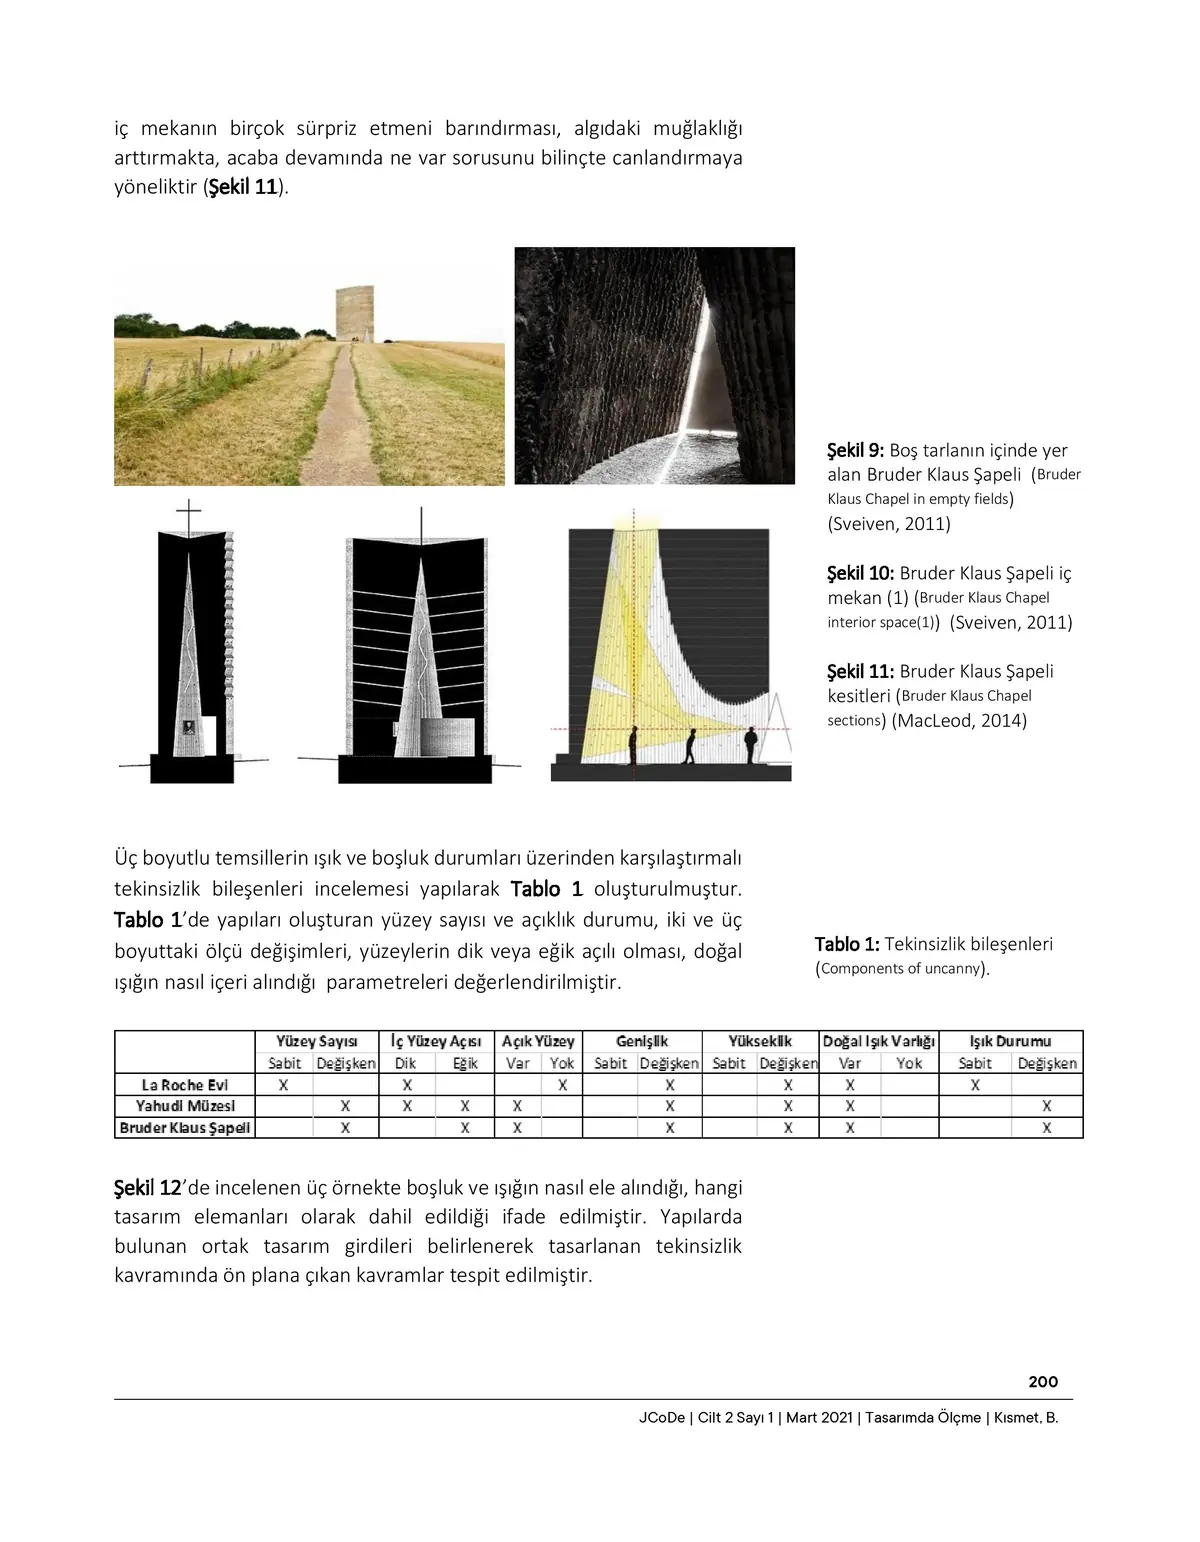 iç mekanın birçok sürpriz etmeni barındırması, algıdaki muğlaklığı
arttırmakta, acaba devamında ne var sorusunu bilinçte canlandırmaya
yöneliktir (Şekil 11).
Şekil 9: Boş tarlanın içinde yer
alan Bruder Klaus Şapeli (Bruder
Klaus Chapel in empty fields)
(Sveiven, 2011)
Şekil 10: Bruder Klaus Şapeli iç
mekan (1) (Bruder Klaus Chapel
interior space(1)) (Sveiven, 2011)
Şekil 11: Bruder Klaus Şapeli
kesitleri (Bruder Klaus Chapel
sections) (MacLeod, 2014)
Üç boyutlu temsillerin ışık ve boşluk durumları üzerinden karşılaştırmalı
tekinsizlik bileşenleri incelemesi yapılarak Tablo 1 oluşturulmuştur.
Tablo 1’de yapıları oluşturan yüzey sayısı ve açıklık durumu, iki ve üç
boyuttaki ölçü değişimleri, yüzeylerin dik veya eğik açılı olması, doğal
ışığın nasıl içeri alındığı parametreleri değerlendirilmiştir.
Tablo 1: Tekinsizlik bileşenleri
(Components of uncanny).
Yüzey Sayısı İç Yüzey Açısı Açık Yüzey Genişlik Yükseklik Doğal Işık Varlığı Işık Durumu
Sabit Değişken Dik Eğik Var Yok Sabit Değişken Sabit Değişken Var Yok Sabit Değişken
La Roche Evi X X X X X X X
Yahudi Müzesi X X X X X X X X
Bruder Klaus Şapeli X X X X X X X
Şekil 12’de incelenen üç örnekte boşluk ve ışığın nasıl ele alındığı, hangi
tasarım elemanları olarak dahil edildiği ifade edilmiştir. Yapılarda
bulunan ortak tasarım girdileri belirlenerek tasarlanan tekinsizlik
kavramında ön plana çıkan kavramlar tespit edilmiştir.
200
JCoDe | Cilt 2 Sayı 1 | Mart 2021 | Tasarımda Ölçme | Kısmet, B.